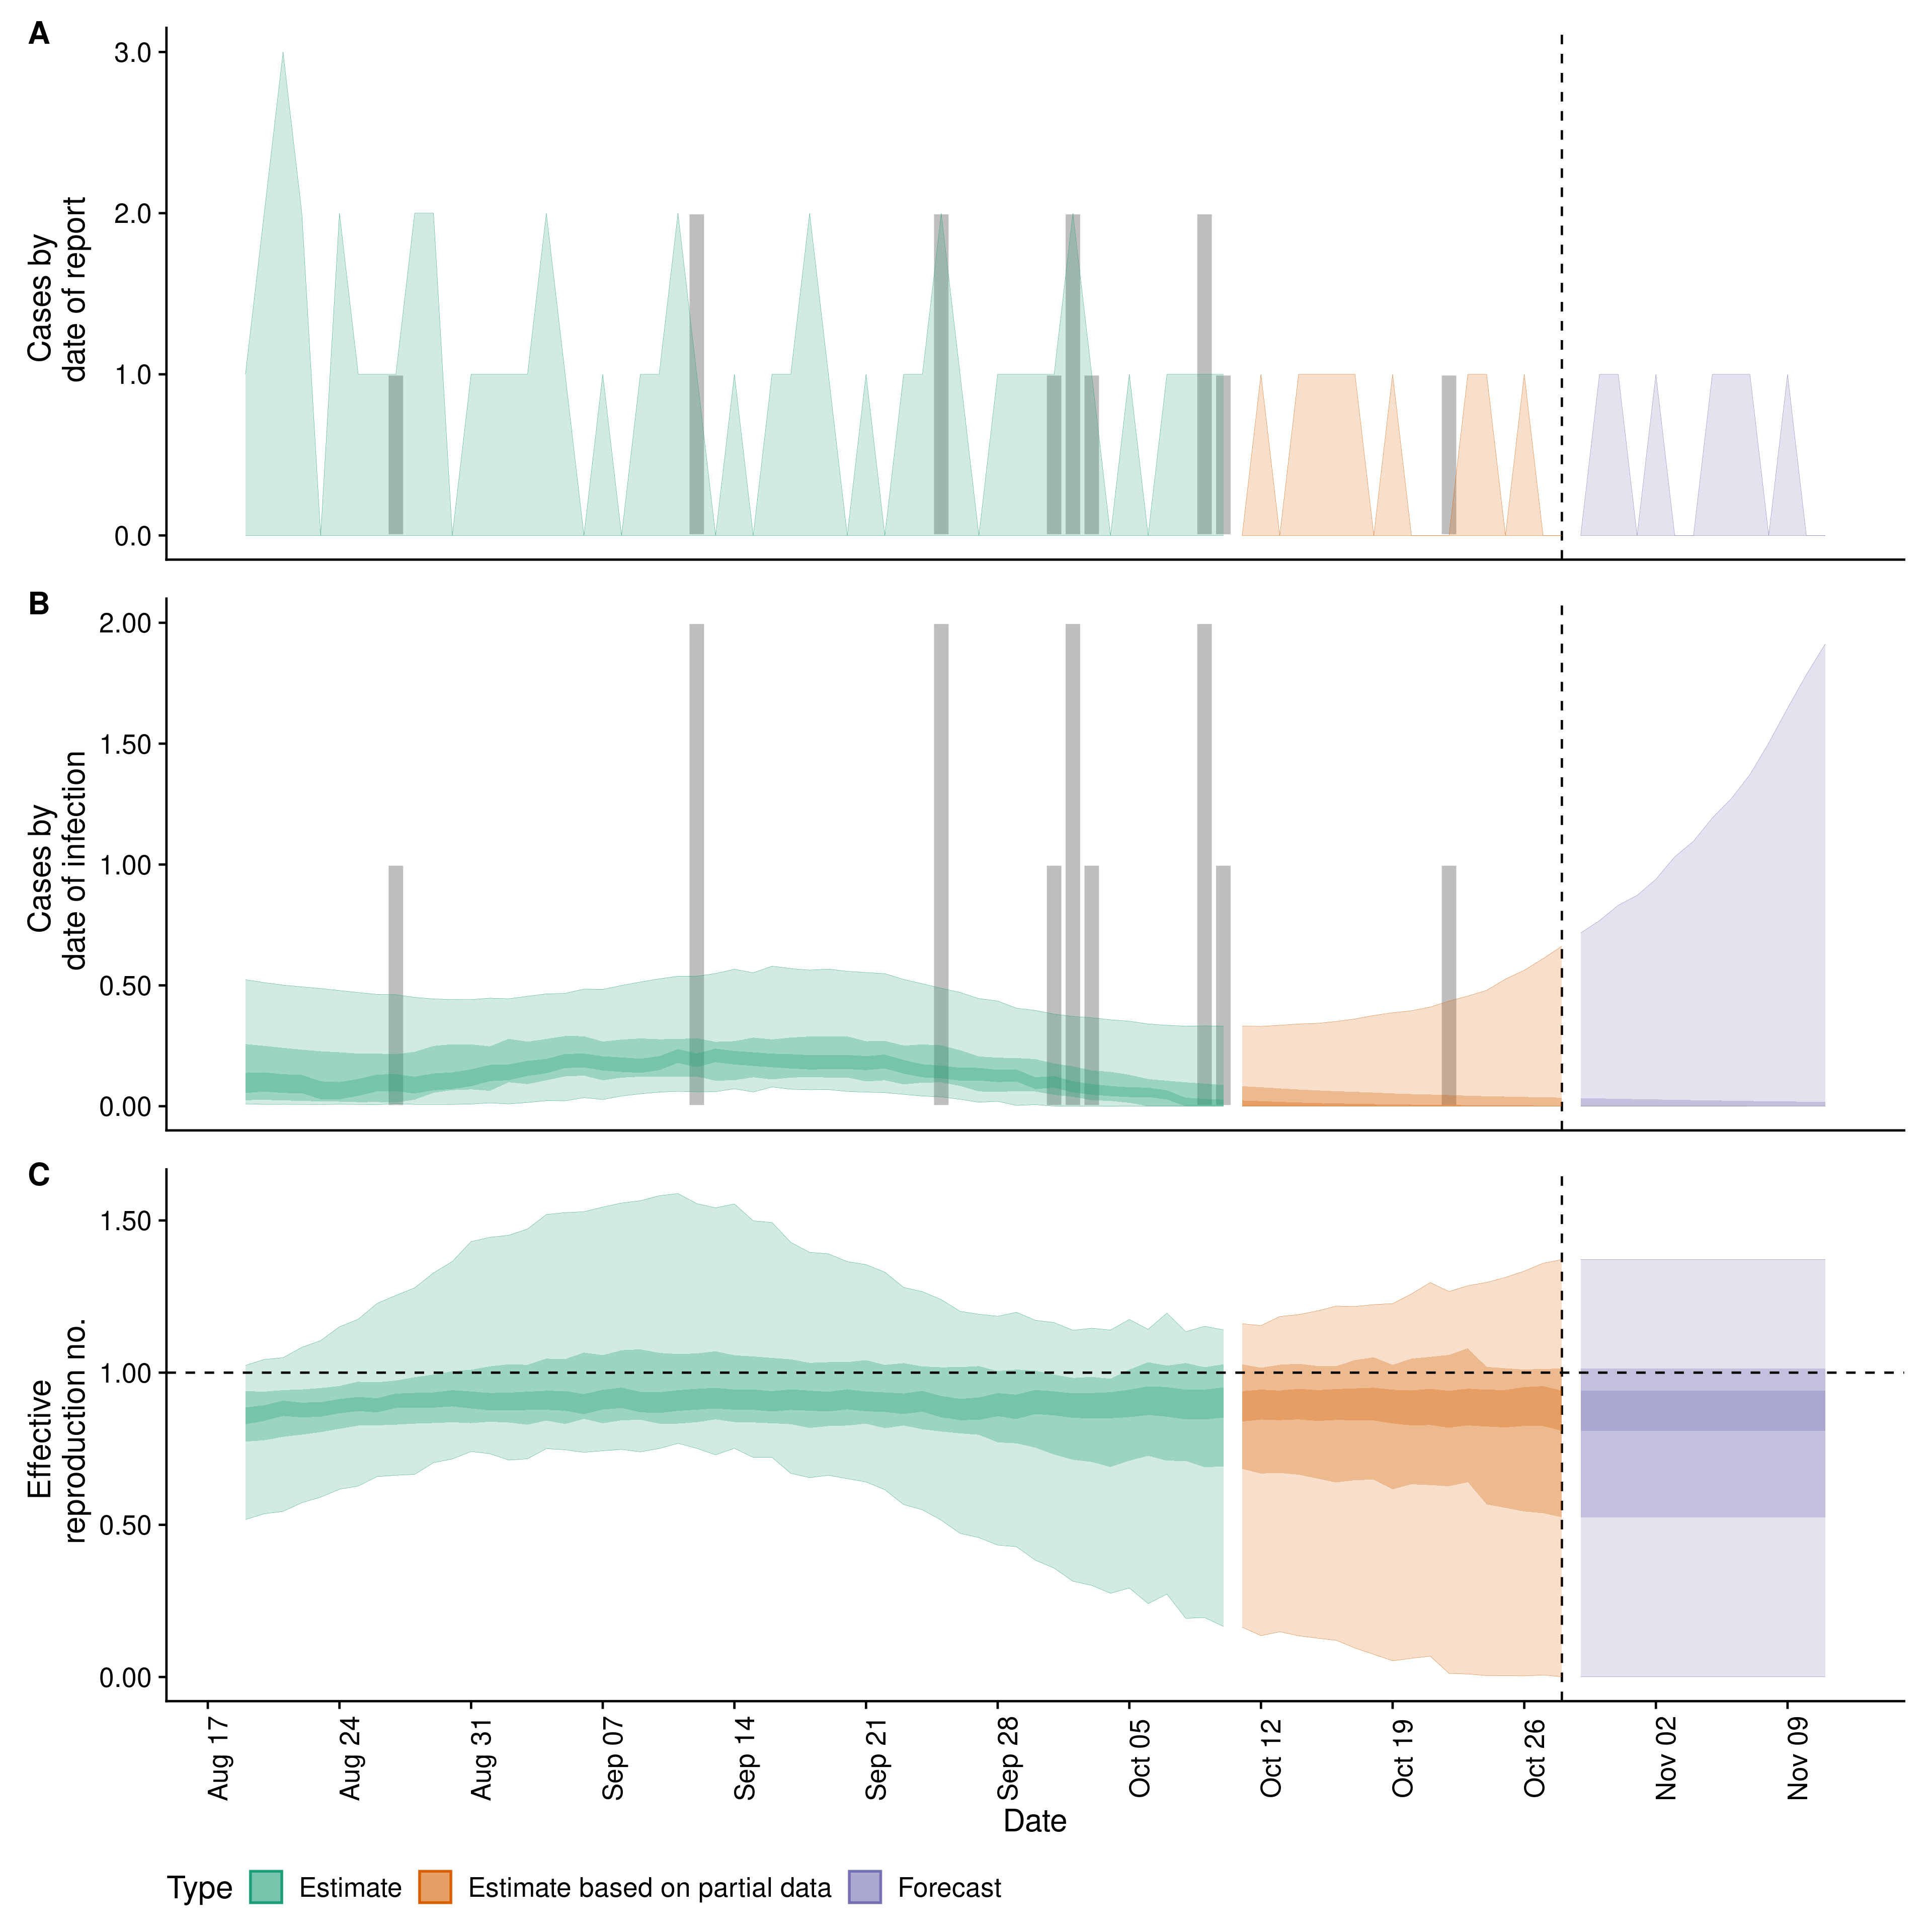 A
Cases by
date of report
3.0
2.0
1.0
0.0
B
Cases by
date of infection
2.00
1.50
1.00
0.50
0.00
C
Effective
reproduction no.
1.50
1.00
0.50
0.00
Aug 17
Aug 24
Aug 31
Sep 07
Sep 14
Sep 21
Sep 28
Oct 05
Oct 12
Oct 19
Oct 26
Nov 02
Nov 09
Date
Type Estimate Estimate based on partial data Forecast